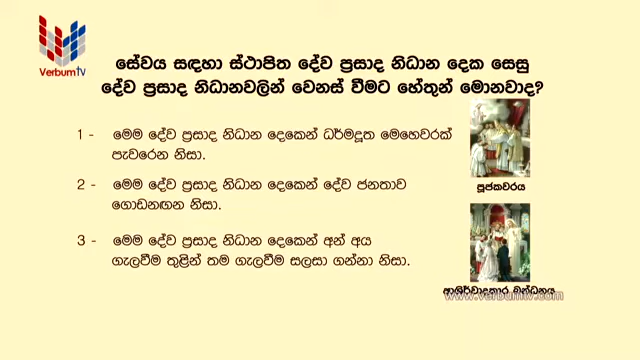 VerbumTV
සේවය සඳහා ස්ථාපිත දේව ප්‍රසාද නිධාන දෙක සෙසු
දේව ප්‍රසාද නිධානවලින් වෙනස් වීමට හේතුන් මොනවාද?
1 - මෙම දේව ප්‍රසාද නිධාන දෙකෙන් ධර්මදූත මෙහෙවරක්
පැවරෙන නිසා.
පූජකවරය
2 - මෙම දේව ප්‍රසාද නිධාන දෙකෙන් දේව ජනතාව
ගොඩනඟන නිසා.
3 - මෙම දේව ප්‍රසාද නිධාන දෙකෙන් අන් අය
ගැලවීම තුළින් තම ගැලවීම සලසා ගන්නා නිසා.
ආශිර්වාදකාර බන්ධනය
www.verbumtv.com